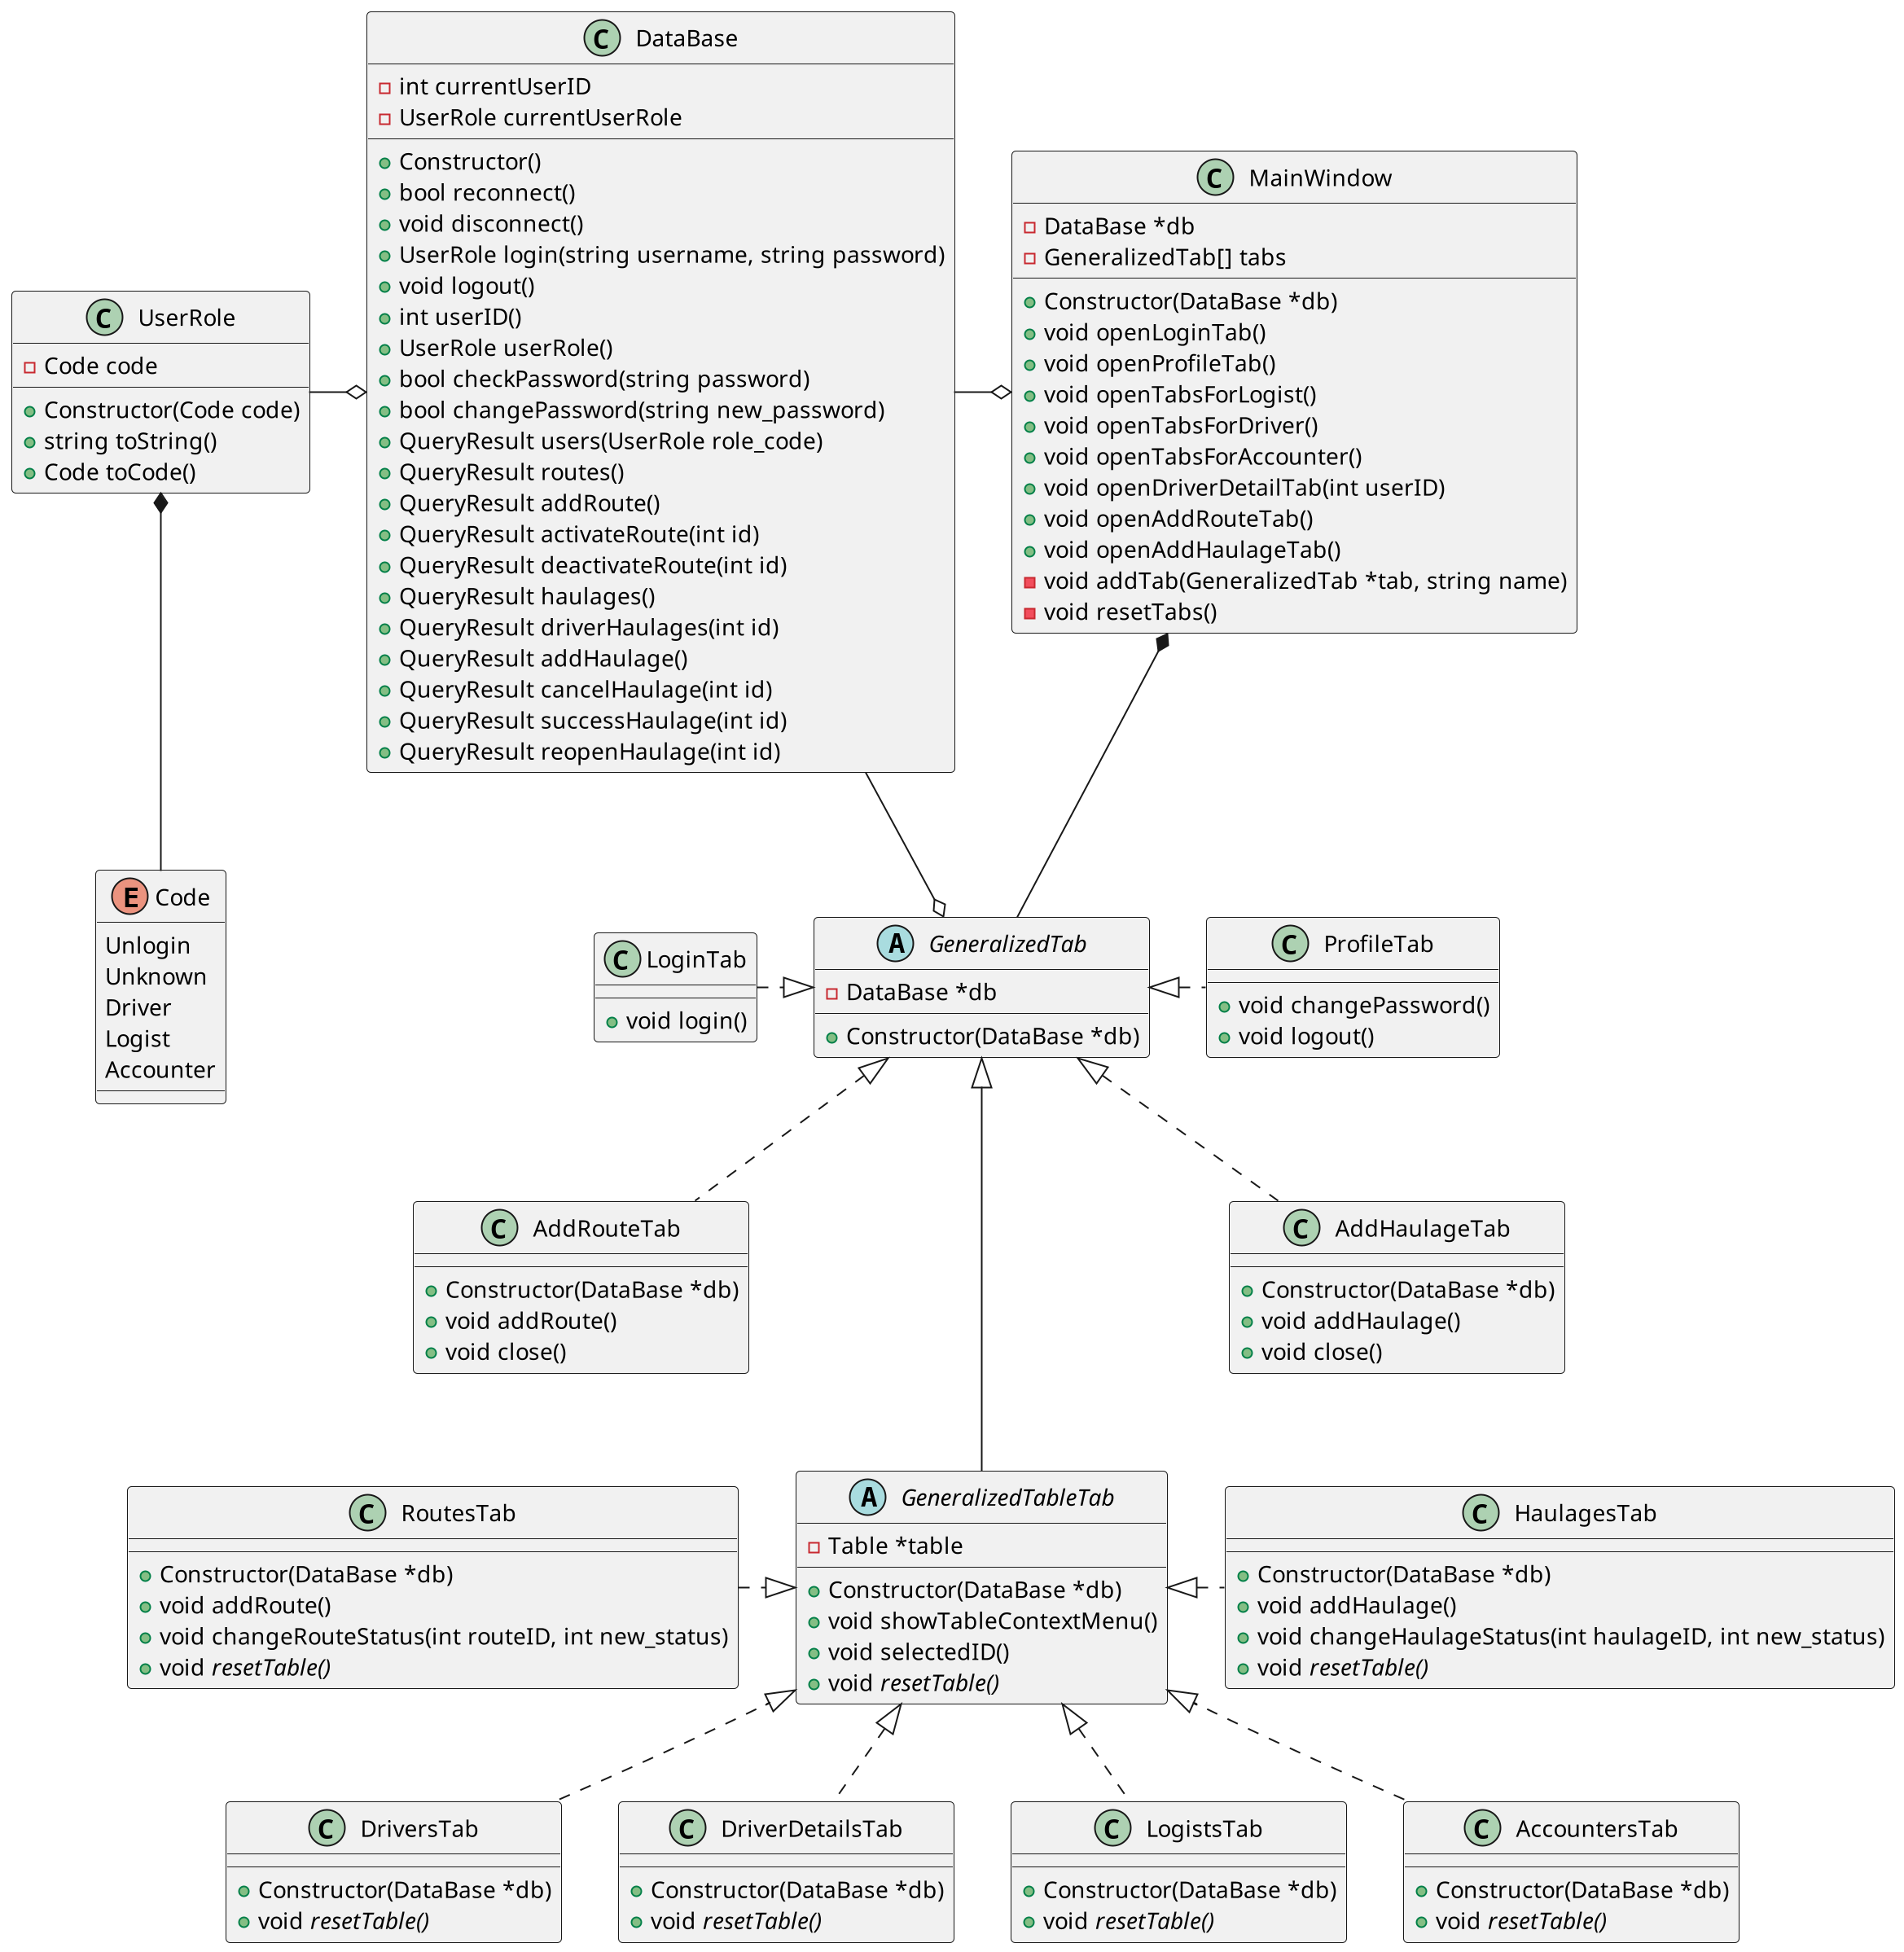 C DataBase
int currentUserID
UserRole currentUserRole
Constructor()
bool reconnect()
void disconnect()
UserRole login(string username, string password)
void logout()
int userID()
UserRole userRole()
bool checkPassword(string password)
bool changePassword(string new_password)
QueryResult users(UserRole role_code)
QueryResult routes()
QueryResult addRoute()
QueryResult activateRoute(int id)
QueryResult deactivateRoute(int id)
QueryResult haulages()
QueryResult driverHaulages(int id)
QueryResult addHaulage()
QueryResult cancelHaulage(int id)
QueryResult successHaulage(int id)
QueryResult reopenHaulage(int id)
C MainWindow
DataBase *db
GeneralizedTab[] tabs
Constructor(DataBase *db)
void openLoginTab()
void openProfileTab()
void openTabsForLogist()
void openTabsForDriver()
void openTabsForAccounter()
void openDriverDetailTab(int userID)
void openAddRouteTab()
void openAddHaulageTab()
void addTab(GeneralizedTab *tab, string name)
void resetTabs()
C UserRole
Code code
Constructor(Code code)
string toString()
Code toCode()
E Code
Unlogin
Unknown
Driver
Logist
Accounter
C LoginTab
void login()
A GeneralizedTab
DataBase *db
Constructor(DataBase *db)
C ProfileTab
void changePassword()
void logout()
C AddRouteTab
Constructor(DataBase *db)
void addRoute()
void close()
C AddHaulageTab
Constructor(DataBase *db)
void addHaulage()
void close()
C RoutesTab
Constructor(DataBase *db)
void addRoute()
void changeRouteStatus(int routeID, int new_status)
void resetTable()
A GeneralizedTableTab
Table *table
Constructor(DataBase *db)
void showTableContextMenu()
void selectedID()
void resetTable()
C HaulagesTab
Constructor(DataBase *db)
void addHaulage()
void changeHaulageStatus(int haulageID, int new_status)
void resetTable()
C DriversTab
Constructor(DataBase *db)
void resetTable()
C DriverDetailsTab
Constructor(DataBase *db)
void resetTable()
C LogistsTab
Constructor(DataBase *db)
void resetTable()
C AccountersTab
Constructor(DataBase *db)
void resetTable()